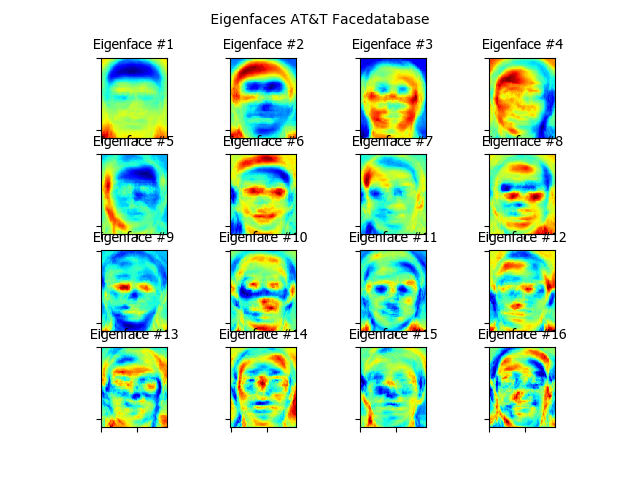 Eigenfaces AT&T Facedatabase
Eigenface #1 Eigenface #2 Eigenface #3 Eigenface #4
Eigenface #5 Eigenface #6 Eigenface #7 Eigenface #8
Eigenface #9 Eigenface #10 Eigenface #11 Eigenface #12
Eigenface #13 Eigenface #14 Eigenface #15 Eigenface #16